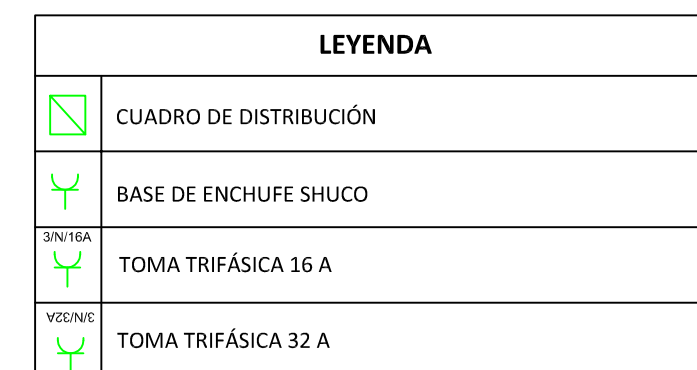 LEYENDA
CUADRO DE DISTRIBUCIÓN
BASE DE ENCHUFE SHUCO
3/N/16A
TOMA TRIFÁSICA 16 A
3/N/32A
TOMA TRIFÁSICA 32 A